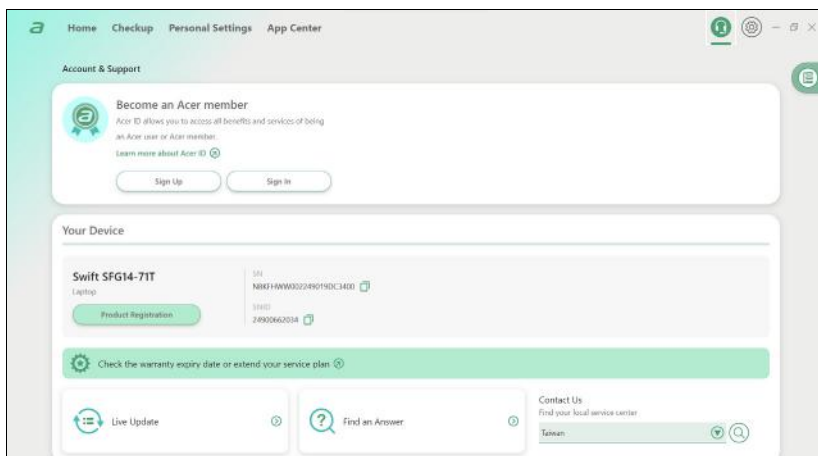 Home Checkup Personal Settings App Center
Account & Support
Become an Acer member
Acer ID allows you to access all benefits and services of being
an Acer user or Acer member.
Learn more about Acer ID
Sign Up Sign In
Your Device
Swift SFG14-71T
Laptop
Product Registration
SN
SNID
24900662034
Check the warranty expiry date or extend your service plan
Live Update
Find an Answer
Contact Us
Find your local service center
Taiwan